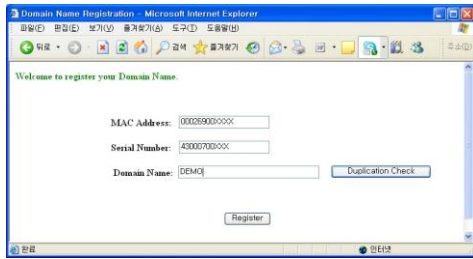 Domain Name Registration - Microsoft Internet Explorer
파일(F) 편집(E) 보기(V) 즐겨찾기(A) 도구(T) 도움말(H)
뒤로 검색 즐겨찾기 주소(D)
Welcome to register your Domain Name.
MAC Address: 00026900XXXX
Serial Number: 43000700XXX
Domain Name: DEMO Duplication Check
Register
완료 인터넷